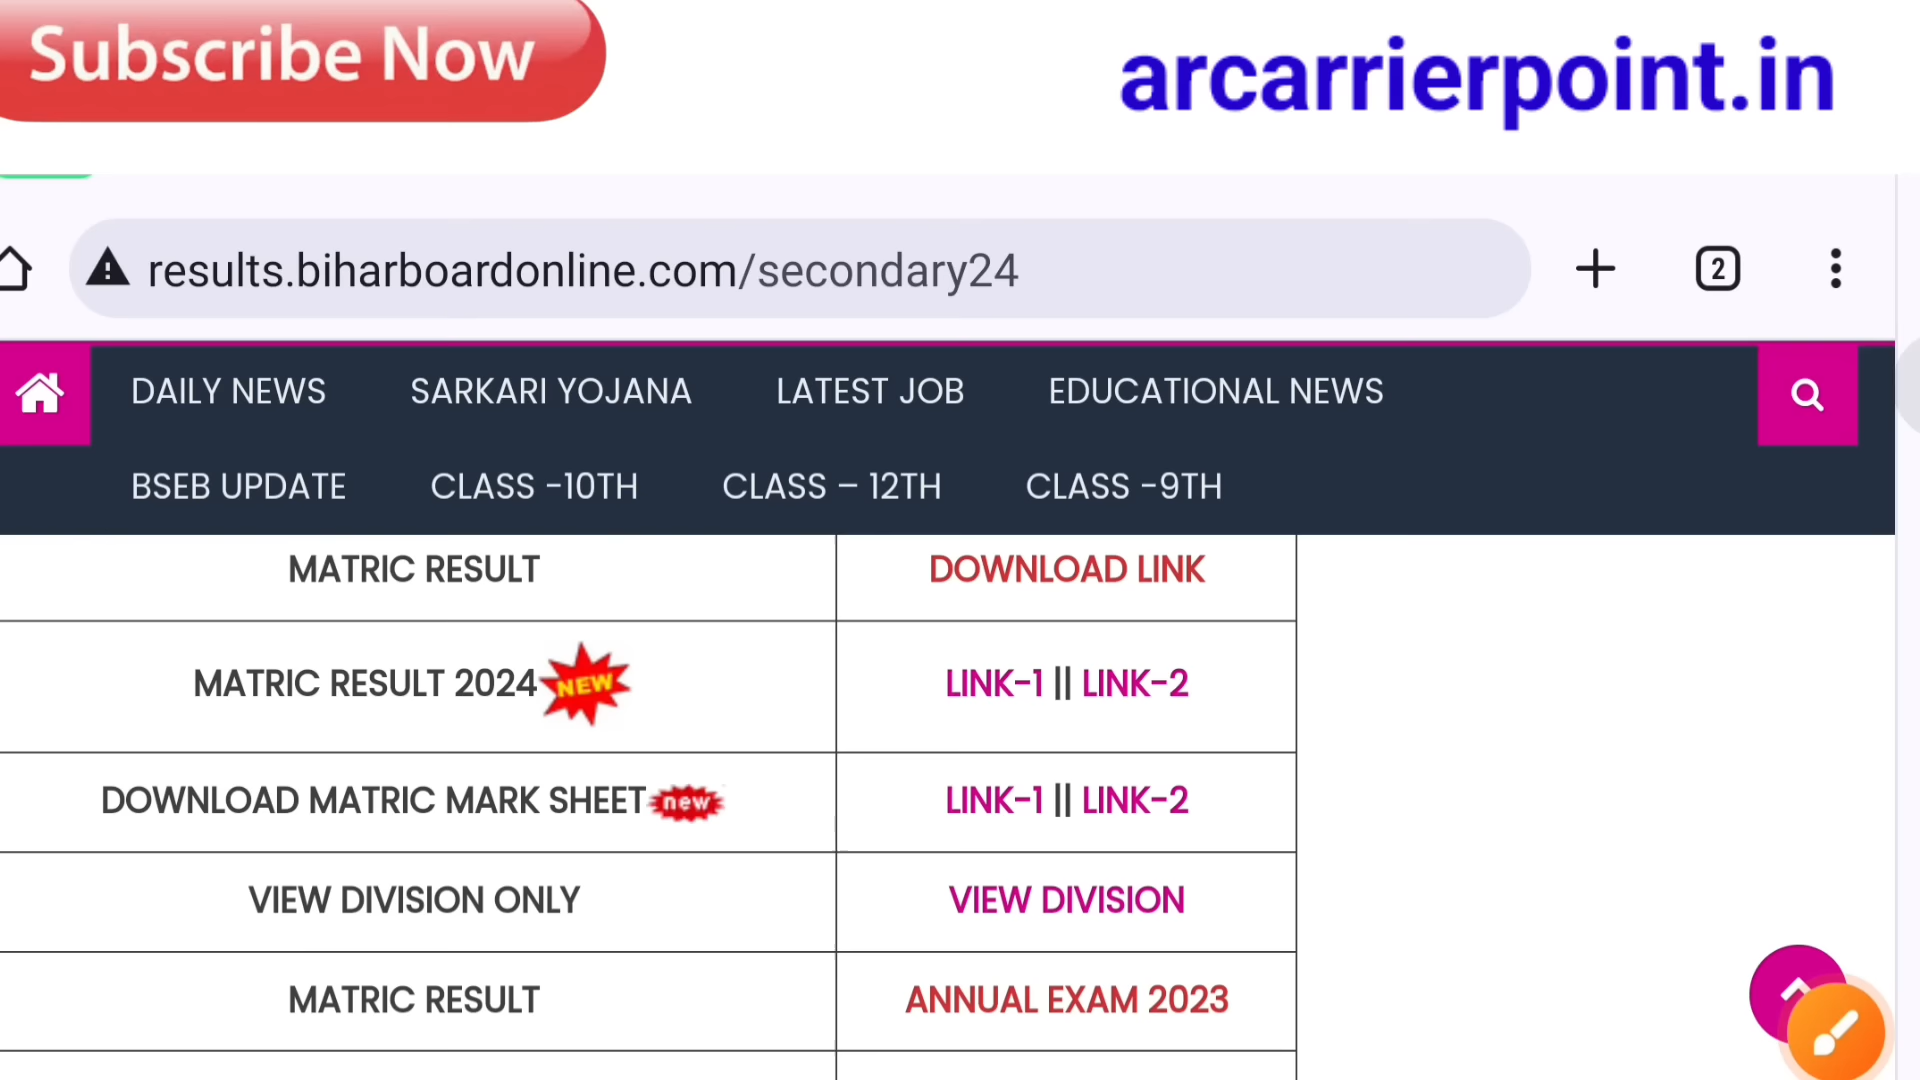 Subscribe Now
arcarrierpoint.in
results.biharboardonline.com/secondary24
2
DAILY NEWS SARKARI YOJANA LATEST JOB EDUCATIONAL NEWS
BSEB UPDATE CLASS -10TH CLASS – 12TH CLASS -9TH
MATRIC RESULT DOWNLOAD LINK
MATRIC RESULT 2024 NEW LINK-1 || LINK-2
DOWNLOAD MATRIC MARK SHEET new LINK-1 || LINK-2
VIEW DIVISION ONLY VIEW DIVISION
MATRIC RESULT ANNUAL EXAM 2023